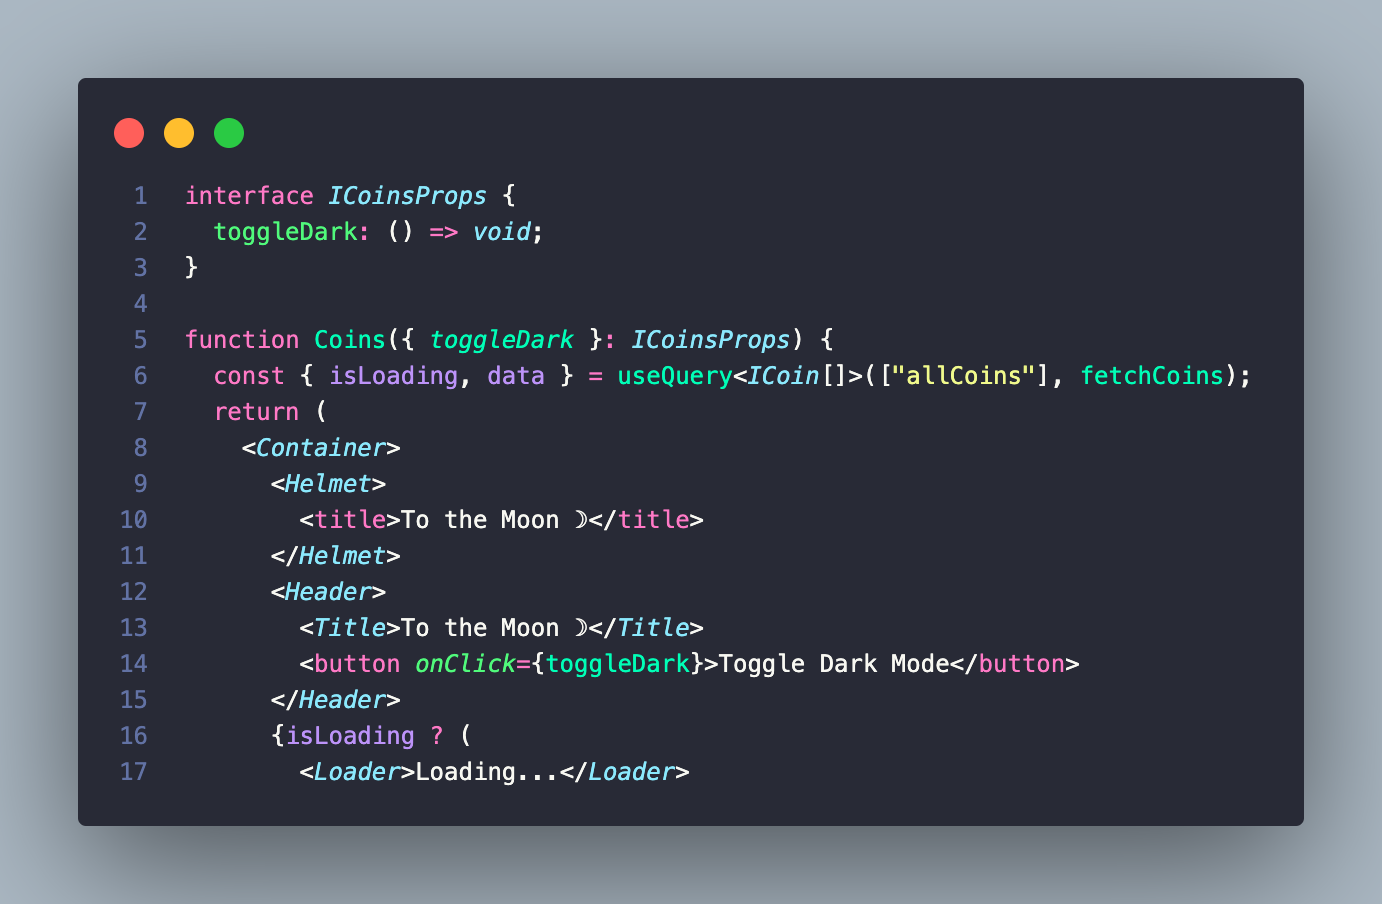 1 interface ICoinsProps {
2   toggleDark: () => void;
3 }
4
5 function Coins({ toggleDark }: ICoinsProps) {
6   const { isLoading, data } = useQuery<ICoin[]>(["allCoins"], fetchCoins);
7   return (
8     <Container>
9       <Helmet>
10         <title>To the Moon ☽</title>
11       </Helmet>
12       <Header>
13         <Title>To the Moon ☽</Title>
14         <button onClick={toggleDark}>Toggle Dark Mode</button>
15       </Header>
16       {isLoading ? (
17         <Loader>Loading...</Loader>